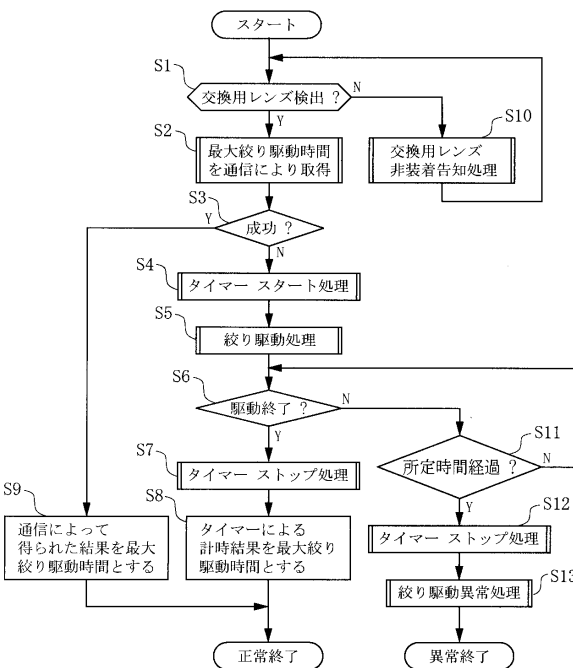 スタート
S1
交換用レンズ検出 ?
N
Y
S2
最大絞り駆動時間
を通信により取得
S10
交換用レンズ
非装着告知処理
S3
成功 ?
Y
N
S4
タイマー スタート処理
S5
絞り駆動処理
S6
駆動終了 ?
N
Y
S11
所定時間経過 ?
N
Y
S7
タイマー ストップ処理
S9
通信によって
得られた結果を最大
絞り駆動時間とする
S8
タイマーによる
計時結果を最大絞り
駆動時間とする
S12
タイマー ストップ処理
S13
絞り駆動異常処理
正常終了
異常終了